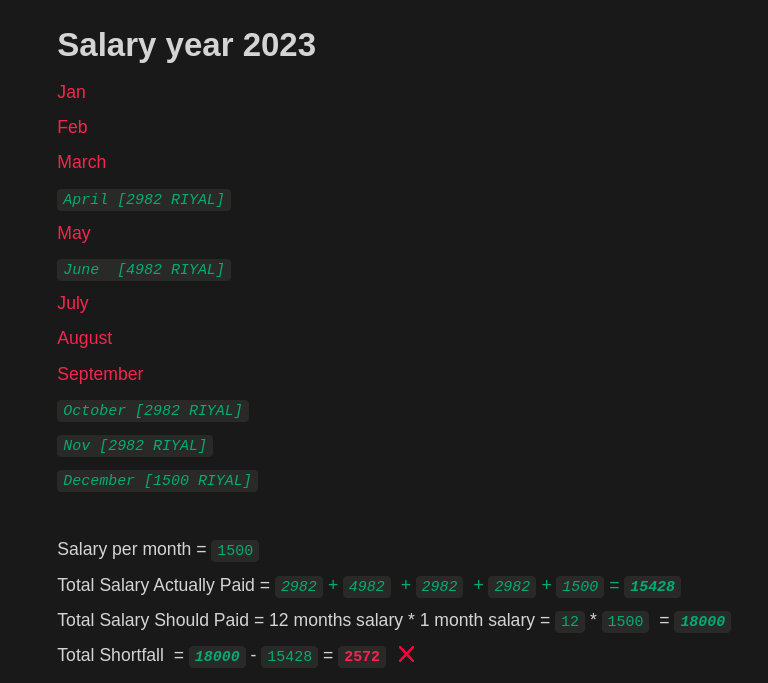 Salary year 2023
Jan
Feb
March
April [2982 RIYAL]
May
June  [4982 RIYAL]
July
August
September
October [2982 RIYAL]
Nov [2982 RIYAL]
December [1500 RIYAL]
Salary per month = 1500
Total Salary Actually Paid = 2982 + 4982 + 2982 + 2982 + 1500 = 15428
Total Salary Should Paid = 12 months salary * 1 month salary = 12 * 1500 = 18000
Total Shortfall = 18000 - 15428 = 2572 ❌